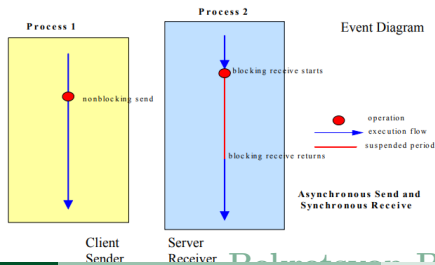 Process 1
Process 2
Event Diagram
nonblocking send
blocking receive starts
blocking receive returns
operation
execution flow
suspended period
Asynchronous Send and
Synchronous Receive
Client
Sender
Server
Receiver